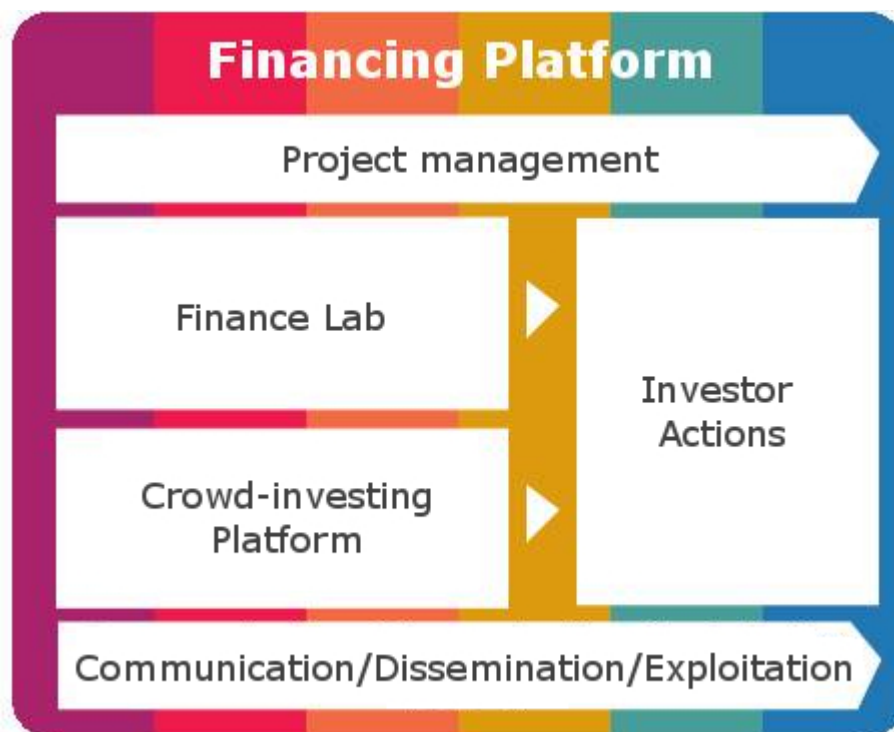 Financing Platform
Project management
Finance Lab
Crowd-investing
Platform
Investor
Actions
Communication/Dissemination/Exploitation